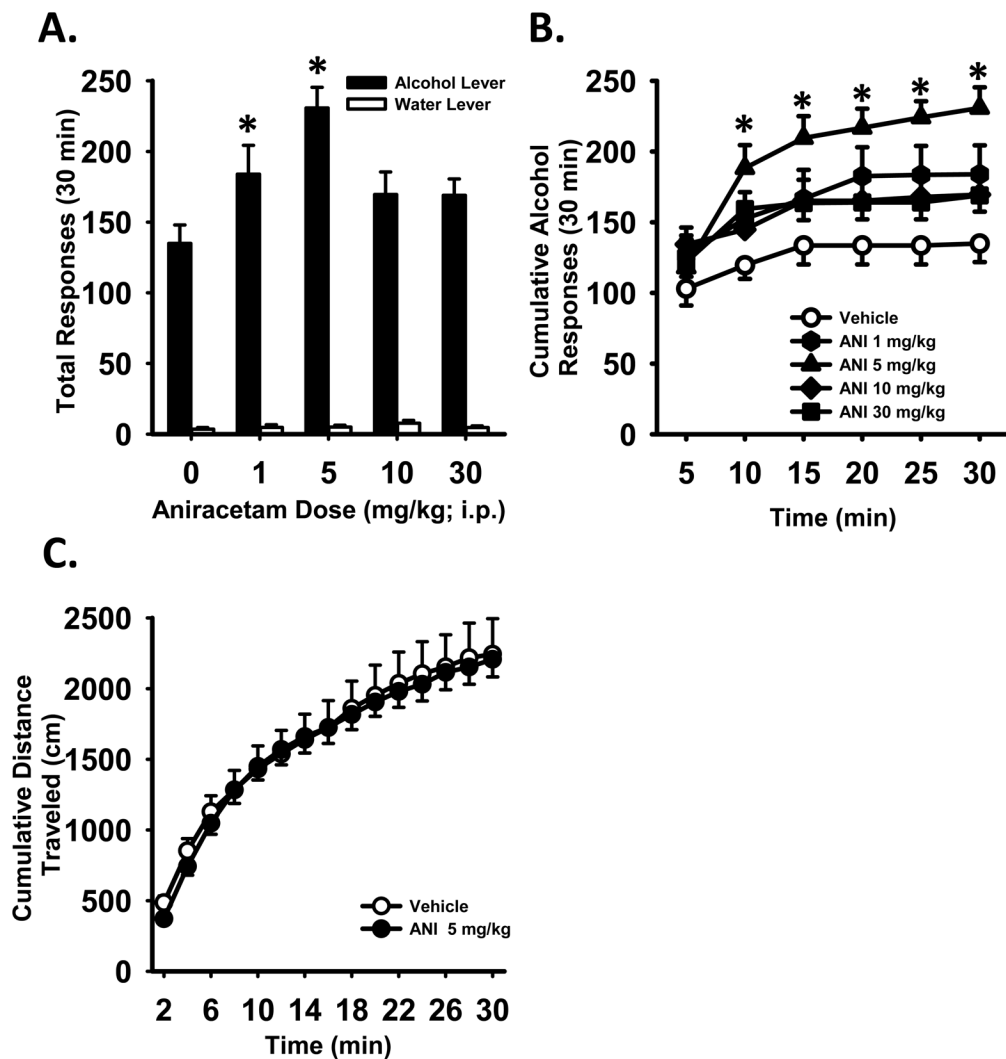 A.
Total Responses (30 min)
250
200
150
100
50
0
*
*
Alcohol Lever
Water Lever
0 1 5 10 30
Aniracetam Dose (mg/kg; i.p.)
B.
Cumulative Alcohol
Responses (30 min)
250
200
150
100
50
0
* * * * *
Vehicle
ANI 1 mg/kg
ANI 5 mg/kg
ANI 10 mg/kg
ANI 30 mg/kg
5 10 15 20 25 30
Time (min)
C.
Cumulative Distance
Traveled (cm)
2500
2000
1500
1000
500
0
Vehicle
ANI 5 mg/kg
2 6 10 14 18 22 26 30
Time (min)